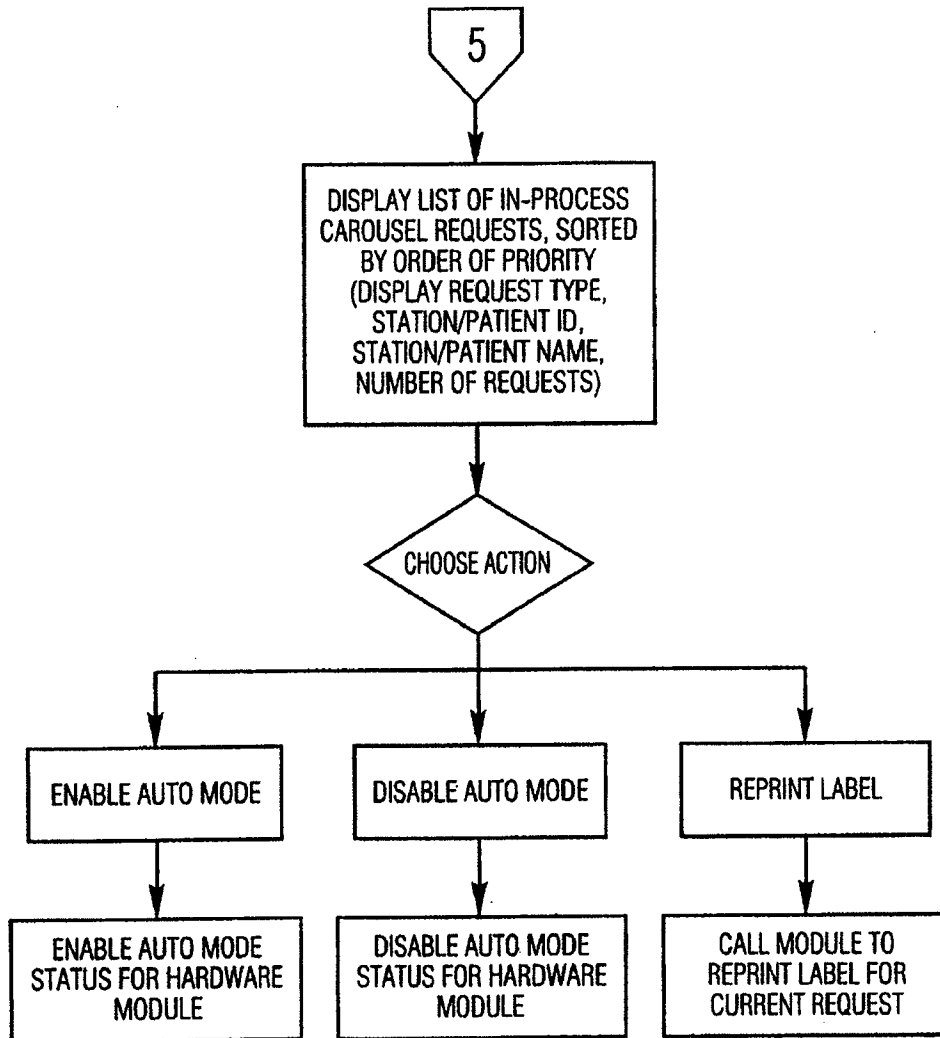 5
DISPLAY LIST OF IN-PROCESS
CAROUSEL REQUESTS, SORTED
BY ORDER OF PRIORITY
(DISPLAY REQUEST TYPE,
STATION/PATIENT ID,
STATION/PATIENT NAME,
NUMBER OF REQUESTS)
CHOOSE ACTION
ENABLE AUTO MODE
DISABLE AUTO MODE
REPRINT LABEL
ENABLE AUTO MODE
STATUS FOR HARDWARE
MODULE
DISABLE AUTO MODE
STATUS FOR HARDWARE
MODULE
CALL MODULE TO
REPRINT LABEL FOR
CURRENT REQUEST